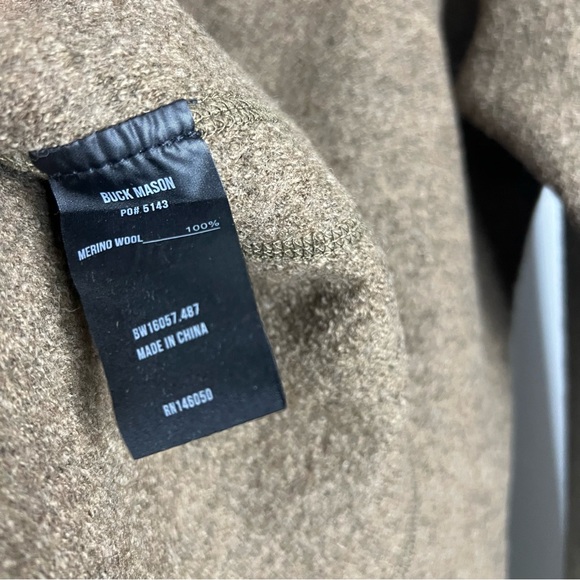 BUCK MASON
PO# 5143
MERINO WOOL 100%
BW16057.487
MADE IN CHINA
RN146050